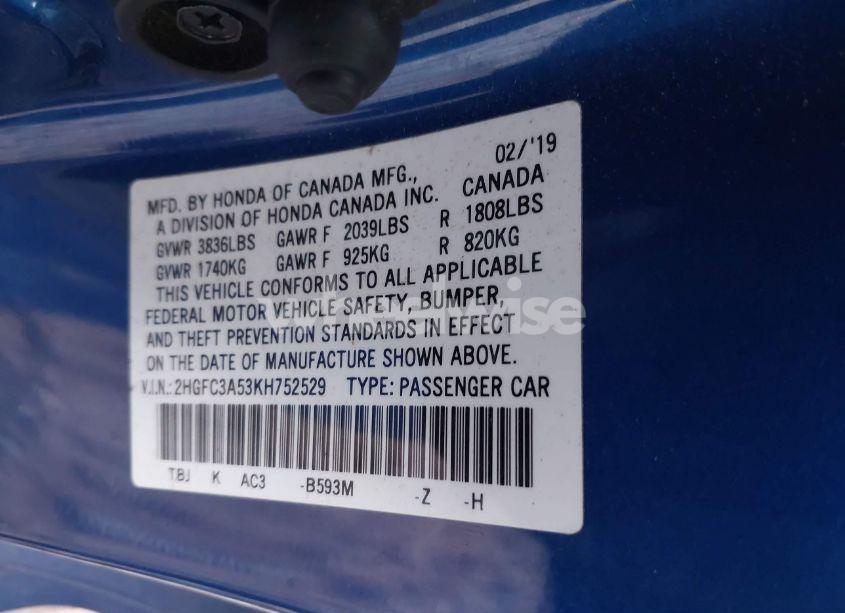 02/'19
MFD. BY HONDA OF CANADA MFG.,
A DIVISION OF HONDA CANADA INC. CANADA
GVWR 3836LBS GAWR F 2039LBS R 1808LBS
GVWR 1740KG GAWR F 925KG R 820KG
THIS VEHICLE CONFORMS TO ALL APPLICABLE
FEDERAL MOTOR VEHICLE SAFETY, BUMPER,
AND THEFT PREVENTION STANDARDS IN EFFECT
ON THE DATE OF MANUFACTURE SHOWN ABOVE.
V.I.N.: 2HGFC3A53KH752529 TYPE: PASSENGER CAR
TBJ K AC3 -B593M -Z -H